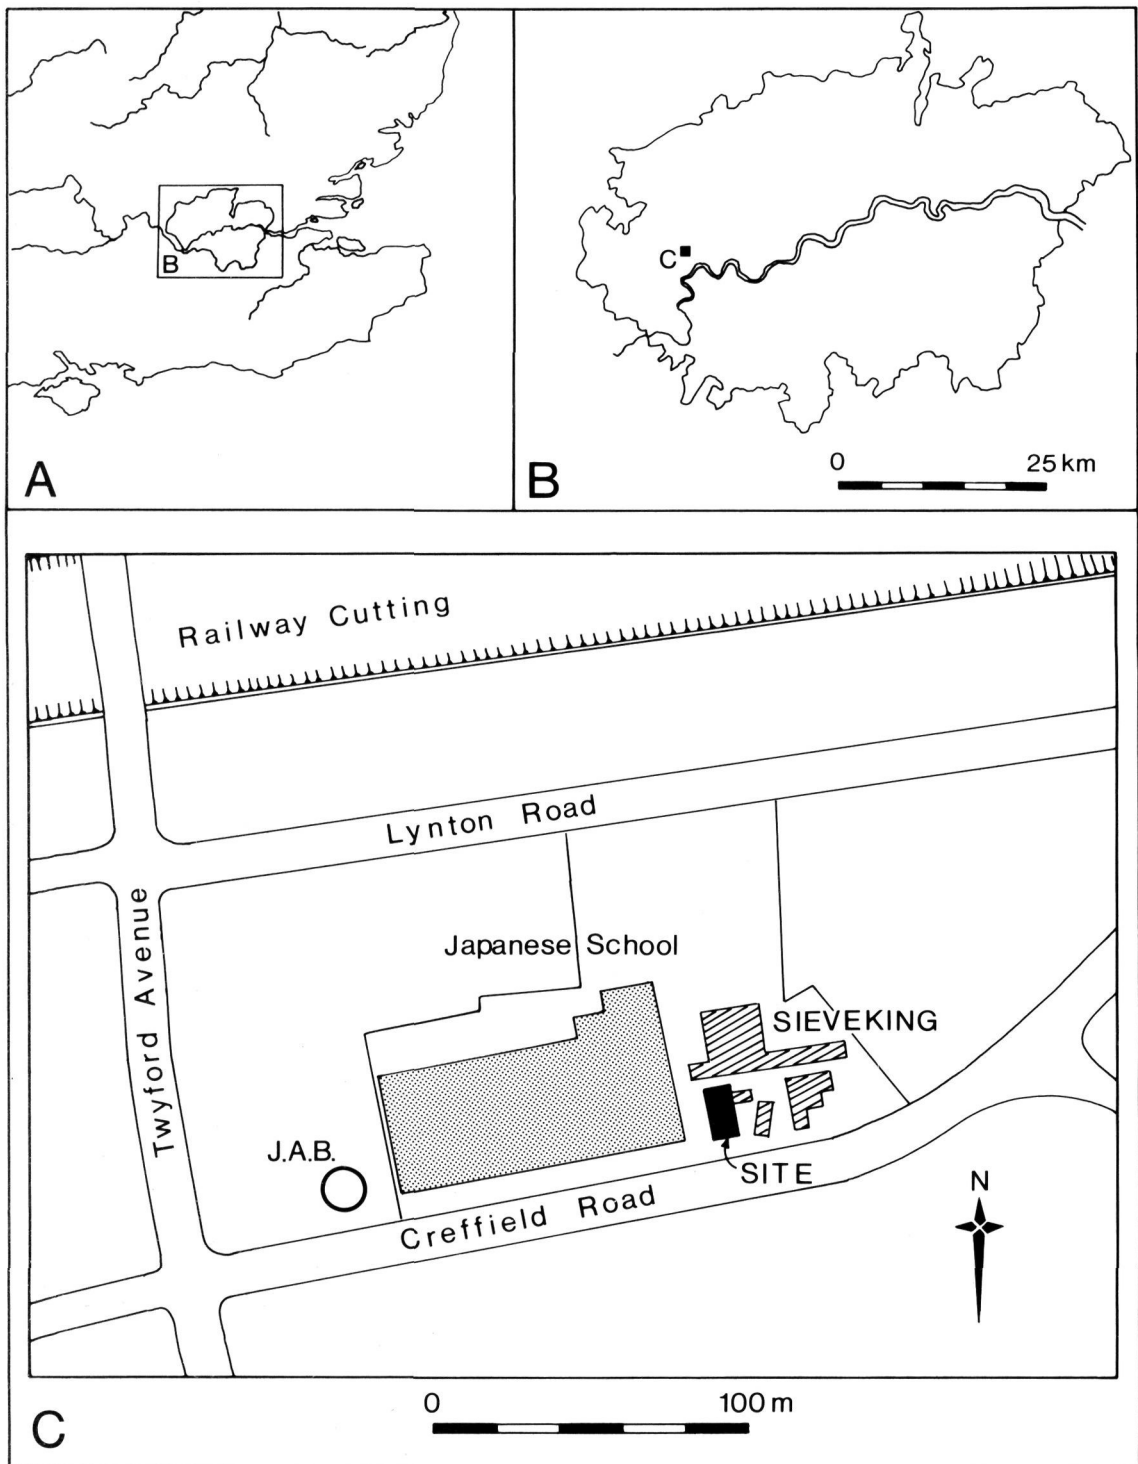 B
A
C
0 25 km
B
Railway Cutting
Lynton Road
Twyford Avenue
Japanese School
SIEVEKING
J.A.B.
SITE
Creffield Road
N
0 100 m
C